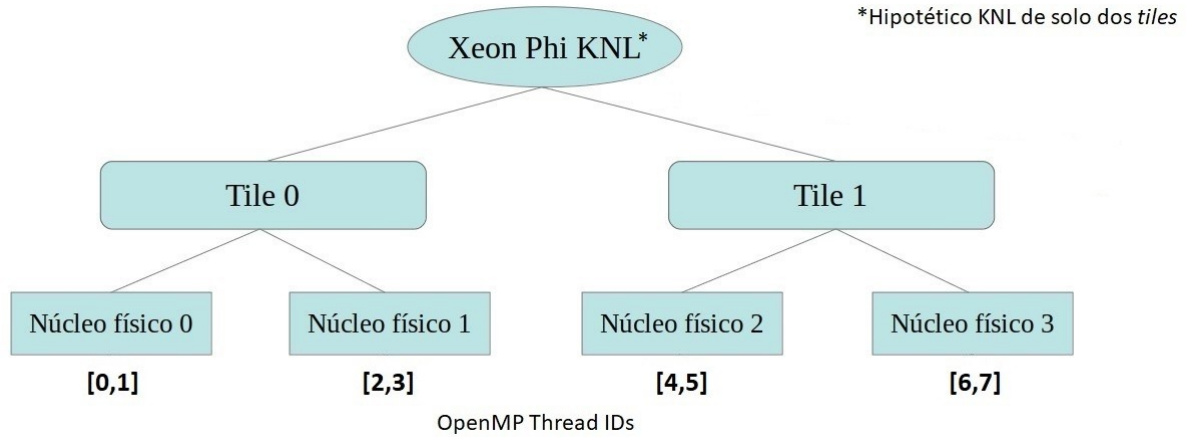 *Hipotético KNL de solo dos tiles
Xeon Phi KNL*
Tile 0
Tile 1
Núcleo físico 0
Núcleo físico 1
Núcleo físico 2
Núcleo físico 3
[0,1]
[2,3]
[4,5]
[6,7]
OpenMP Thread IDs